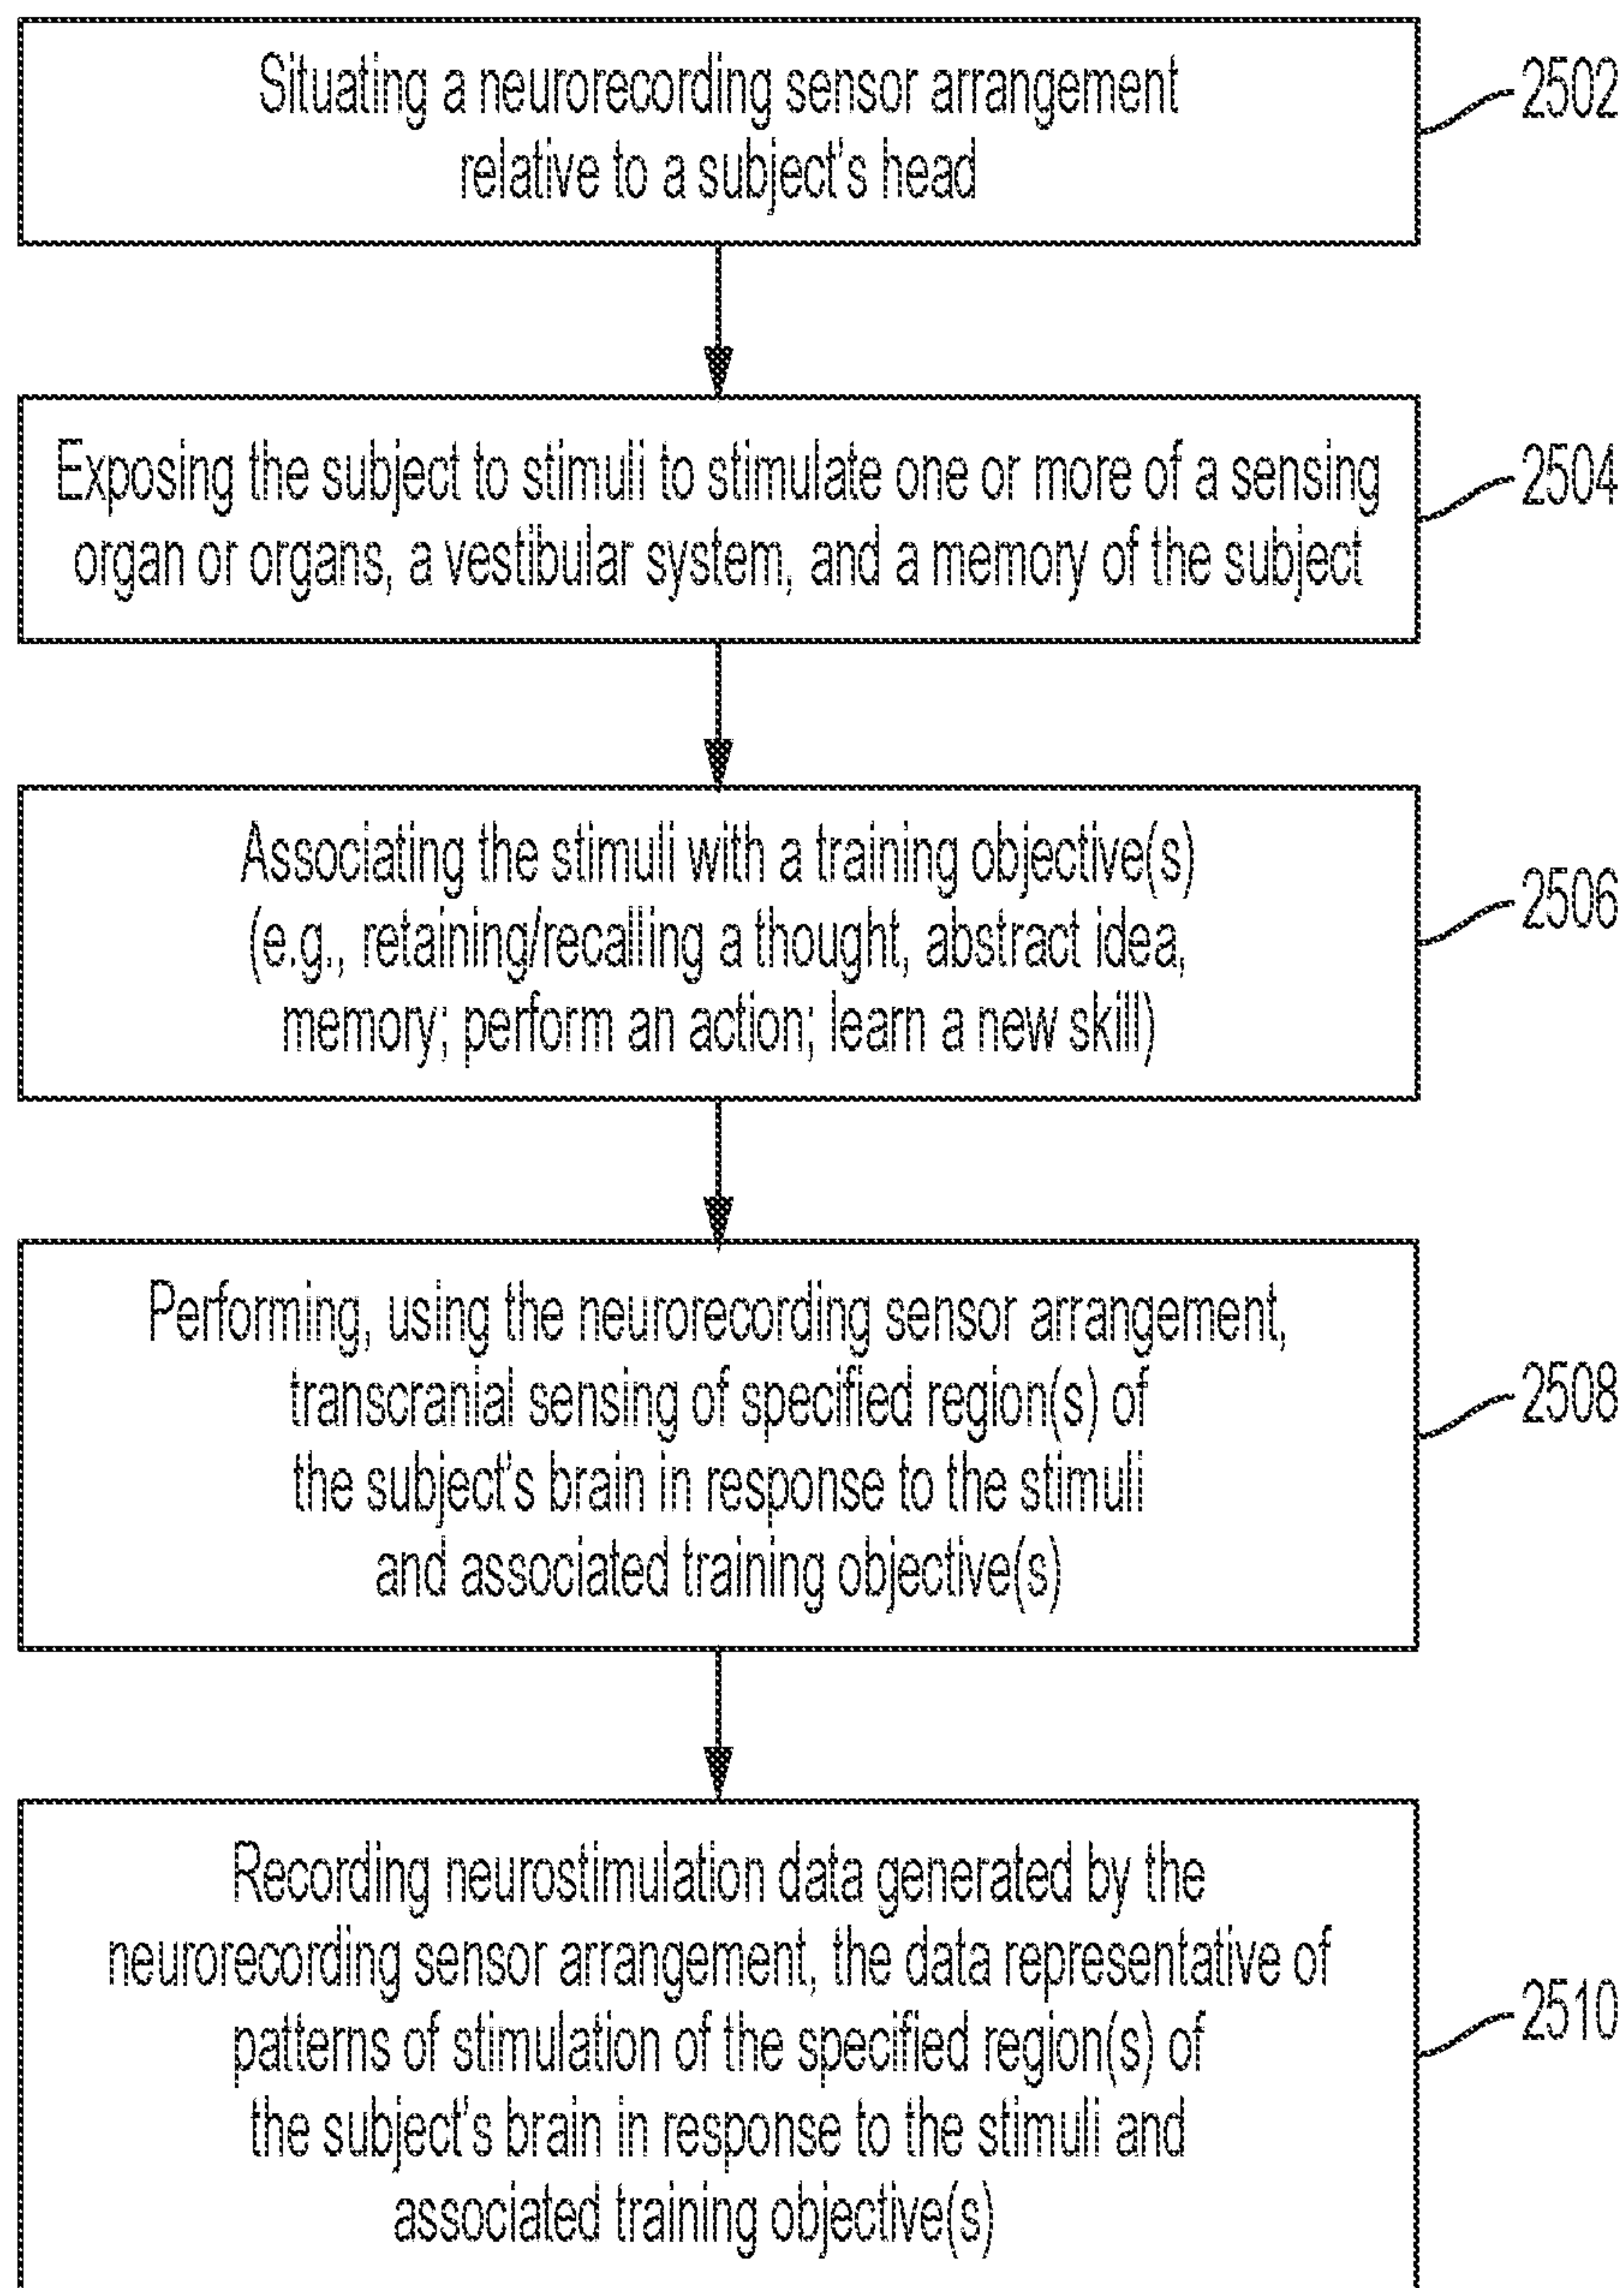 Situating a neurorecording sensor arrangement
relative to a subject's head
2502
Exposing the subject to stimuli to stimulate one or more of a sensing
organ or organs, a vestibular system, and a memory of the subject
2504
Associating the stimuli with a training objective(s)
(e.g., retaining/recalling a thought, abstract idea,
memory; perform an action; learn a new skill)
2506
Performing, using the neurorecording sensor arrangement,
transcranial sensing of specified region(s) of
the subject's brain in response to the stimuli
and associated training objective(s)
2508
Recording neurostimulation data generated by the
neurorecording sensor arrangement, the data representative of
patterns of stimulation of the specified region(s) of
the subject's brain in response to the stimuli and
associated training objective(s)
2510